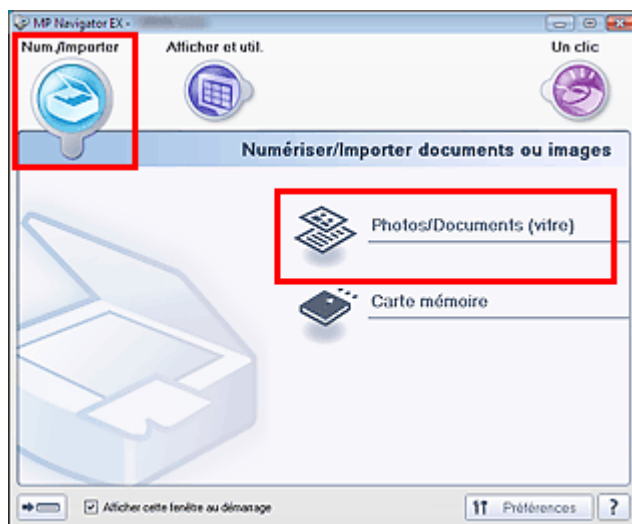 MP Navigator EX -
Num./Importer Afficher et util. Un clic
Numériser/Importer documents ou images
Photos/Documents (vitre)
Carte mémoire
Afficher cette fenêtre au démarrage
Préférences ?